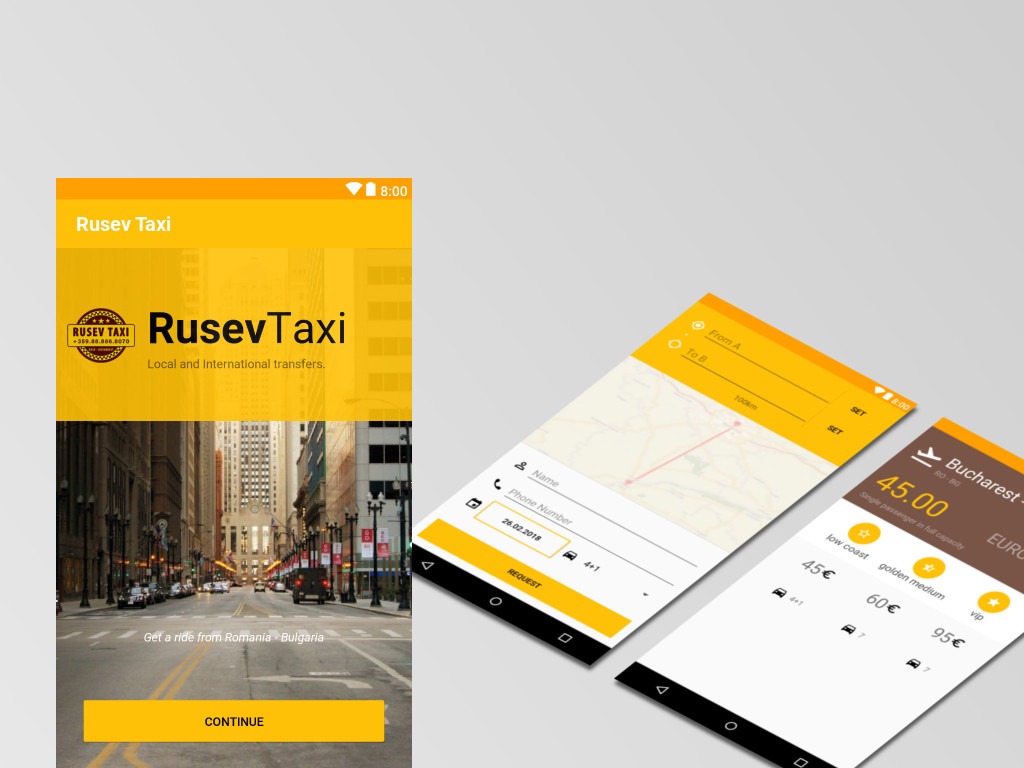 8:00
Rusev Taxi
RUSEV TAXI
+359.88.886.8070
RusevTaxi
Local and International transfers.
Get a ride from Romania - Bulgaria
CONTINUE
8:00
From A
SET
To B
SET
100km
Name
Phone Number
26.02.2018
4+1
REQUEST
Bucharest
RO - BG
45.00
Single passenger in full capacity
EURO
low coast
golden medium
vip
45€
60€
95€
4+1
7
7